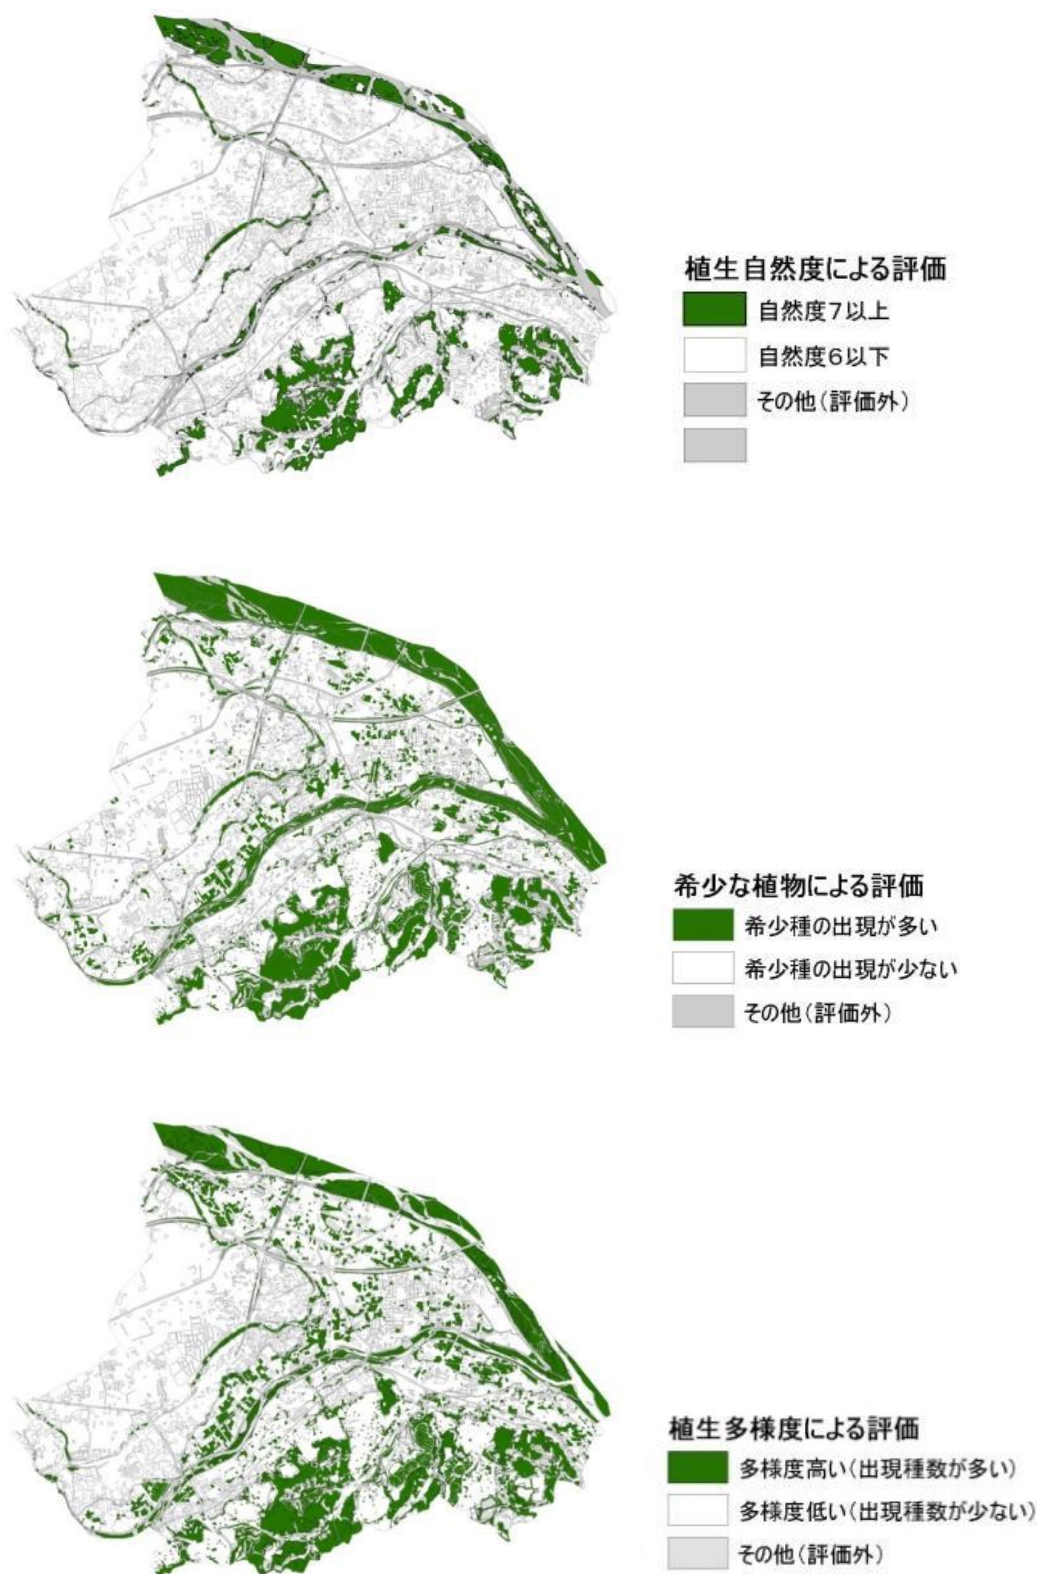 植生自然度による評価
自然度7以上
自然度6以下
その他(評価外)
希少な植物による評価
希少種の出現が多い
希少種の出現が少ない
その他(評価外)
植生多様度による評価
多様度高い(出現種数が多い)
多様度低い(出現種数が少ない)
その他(評価外)